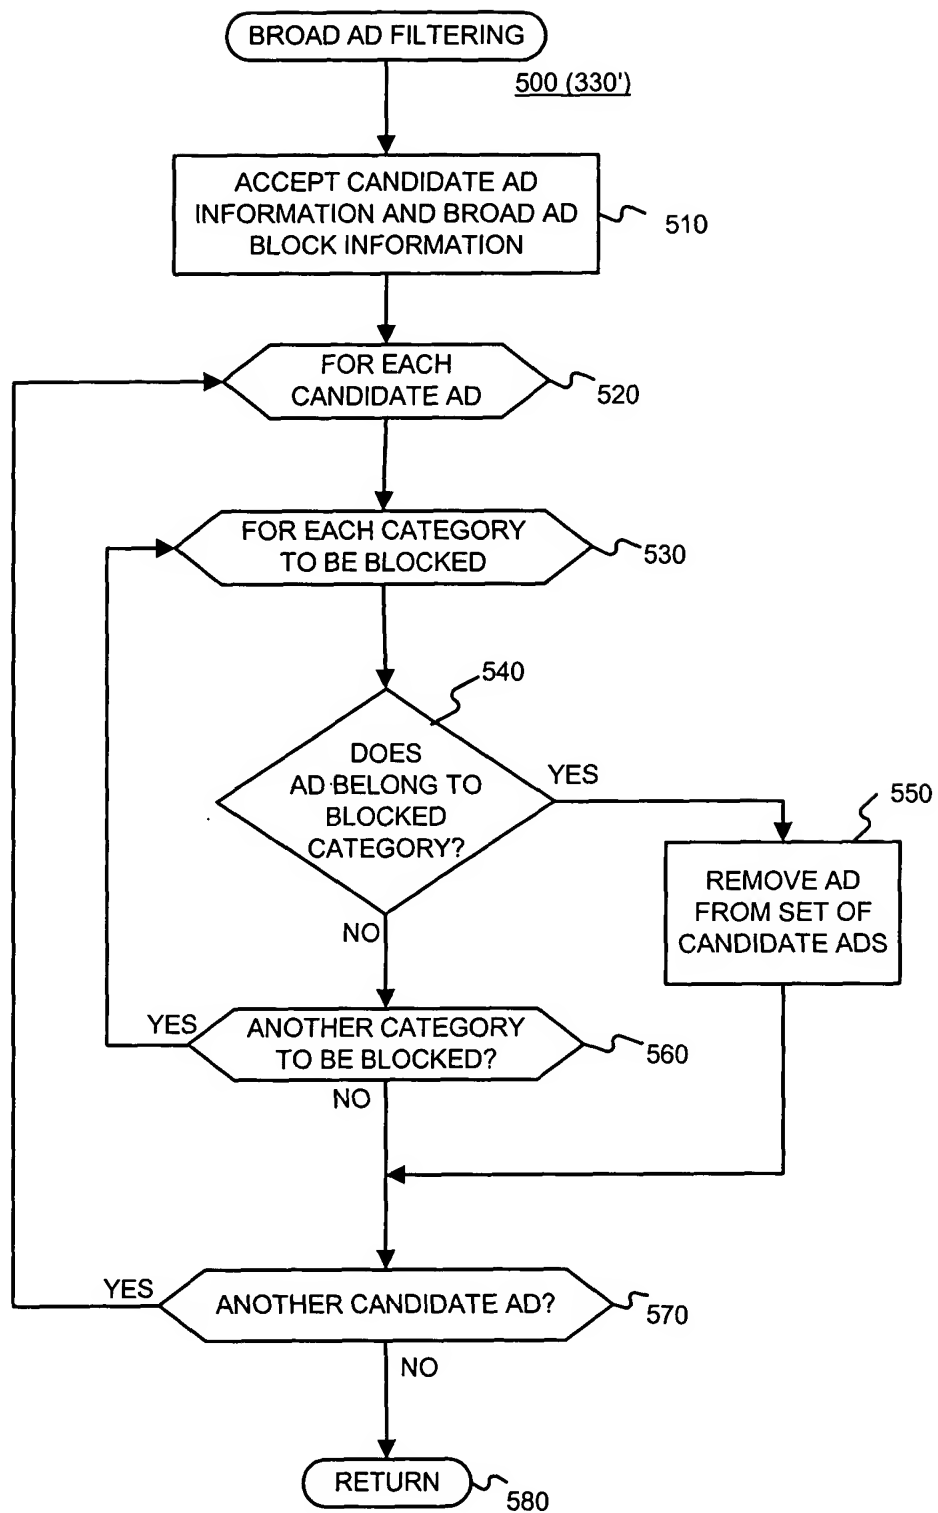 BROAD AD FILTERING
500 (330')
ACCEPT CANDIDATE AD
INFORMATION AND BROAD AD
BLOCK INFORMATION
510
FOR EACH
CANDIDATE AD
520
FOR EACH CATEGORY
TO BE BLOCKED
530
540
DOES
AD BELONG TO
BLOCKED
CATEGORY?
YES
550
REMOVE AD
FROM SET OF
CANDIDATE ADS
NO
YES
ANOTHER CATEGORY
TO BE BLOCKED?
560
NO
YES
ANOTHER CANDIDATE AD?
570
NO
RETURN
580